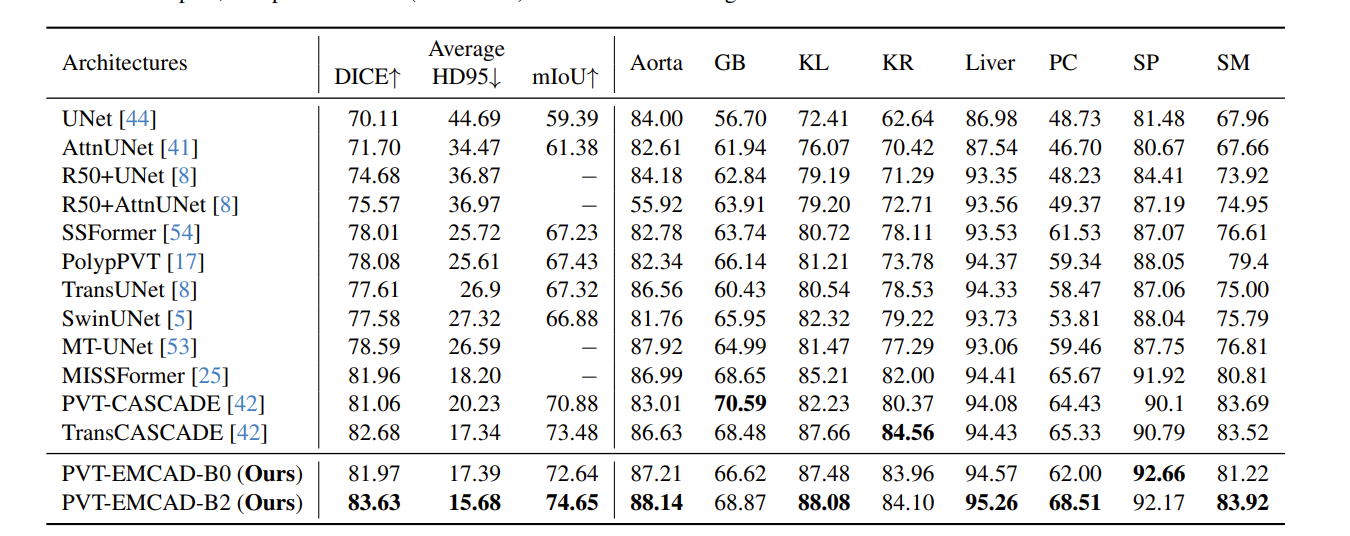 Architectures Average Aorta GB KL KR Liver PC SP SM
DICE↑ HD95↓ mIoU↑
UNet [44] 70.11 44.69 59.39 84.00 56.70 72.41 62.64 86.98 48.73 81.48 67.96
AttnUNet [41] 71.70 34.47 61.38 82.61 61.94 76.07 70.42 87.54 46.70 80.67 67.66
R50+UNet [8] 74.68 36.87 – 84.18 62.84 79.19 71.29 93.35 48.23 84.41 73.92
R50+AttnUNet [8] 75.57 36.97 – 55.92 63.91 79.20 72.71 93.56 49.37 87.19 74.95
SSFormer [54] 78.01 25.72 67.23 82.78 63.74 80.72 78.11 93.53 61.53 87.07 76.61
PolypPVT [17] 78.08 25.61 67.43 82.34 66.14 81.21 73.78 94.37 59.34 88.05 79.4
TransUNet [8] 77.61 26.9 67.32 86.56 60.43 80.54 78.53 94.33 58.47 87.06 75.00
SwinUNet [5] 77.58 27.32 66.88 81.76 65.95 82.32 79.22 93.73 53.81 88.04 75.79
MT-UNet [53] 78.59 26.59 – 87.92 64.99 81.47 77.29 93.06 59.46 87.75 76.81
MISSFormer [25] 81.96 18.20 – 86.99 68.65 85.21 82.00 94.41 65.67 91.92 80.81
PVT-CASCADE [42] 81.06 20.23 70.88 83.01 70.59 82.23 80.37 94.08 64.43 90.1 83.69
TransCASCADE [42] 82.68 17.34 73.48 86.63 68.48 87.66 84.56 94.43 65.33 90.79 83.52
PVT-EMCAD-B0 (Ours) 81.97 17.39 72.64 87.21 66.62 87.48 83.96 94.57 62.00 92.66 81.22
PVT-EMCAD-B2 (Ours) 83.63 15.68 74.65 88.14 68.87 88.08 84.10 95.26 68.51 92.17 83.92